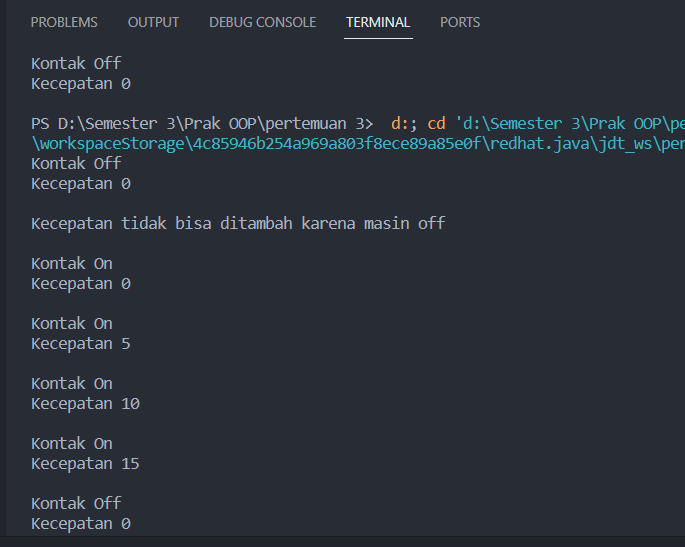 PROBLEMS OUTPUT DEBUG CONSOLE TERMINAL PORTS
Kontak Off
Kecepatan 0
PS D:\Semester 3\Prak OOP\pertemuan 3>  d:; cd 'd:\Semester 3\Prak OOP\pe
\workspaceStorage\4c85946b254a969a803f8ece89a85e0f\redhat.java\jdt_ws\per
Kontak Off
Kecepatan 0
Kecepatan tidak bisa ditambah karena masin off
Kontak On
Kecepatan 0
Kontak On
Kecepatan 5
Kontak On
Kecepatan 10
Kontak On
Kecepatan 15
Kontak Off
Kecepatan 0